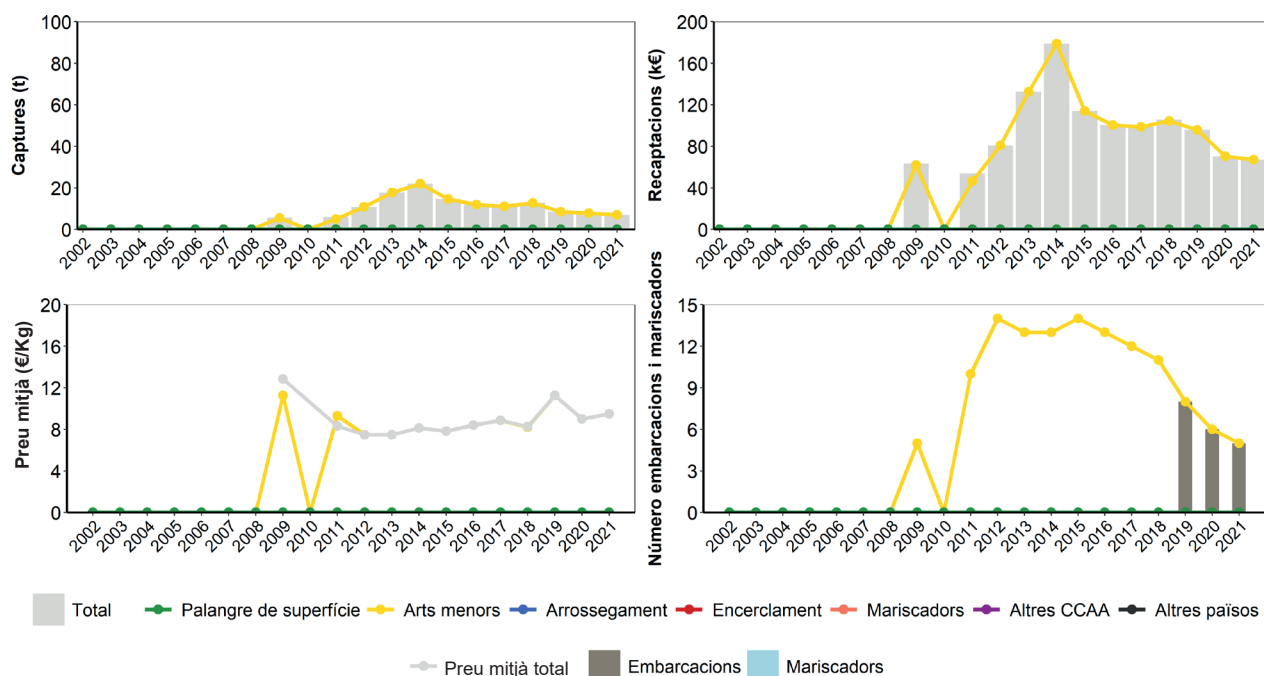 Captures (t)
100
80
60
40
20
0
2002 2003 2004 2005 2006 2007 2008 2009 2010 2011 2012 2013 2014 2015 2016 2017 2018 2019 2020 2021
Recaptacions (k€)
200
160
120
80
40
0
2002 2003 2004 2005 2006 2007 2008 2009 2010 2011 2012 2013 2014 2015 2016 2017 2018 2019 2020 2021
Preu mitjà (€/Kg)
20
16
12
8
4
0
2002 2003 2004 2005 2006 2007 2008 2009 2010 2011 2012 2013 2014 2015 2016 2017 2018 2019 2020 2021
Número embarcacions i mariscadors
15
12
9
6
3
0
2002 2003 2004 2005 2006 2007 2008 2009 2010 2011 2012 2013 2014 2015 2016 2017 2018 2019 2020 2021
Total Palangre de superfície Arts menors Arrossegament Encerclament Mariscadors Altres CCAA Altres països
Preu mitjà total Embarcacions Mariscadors